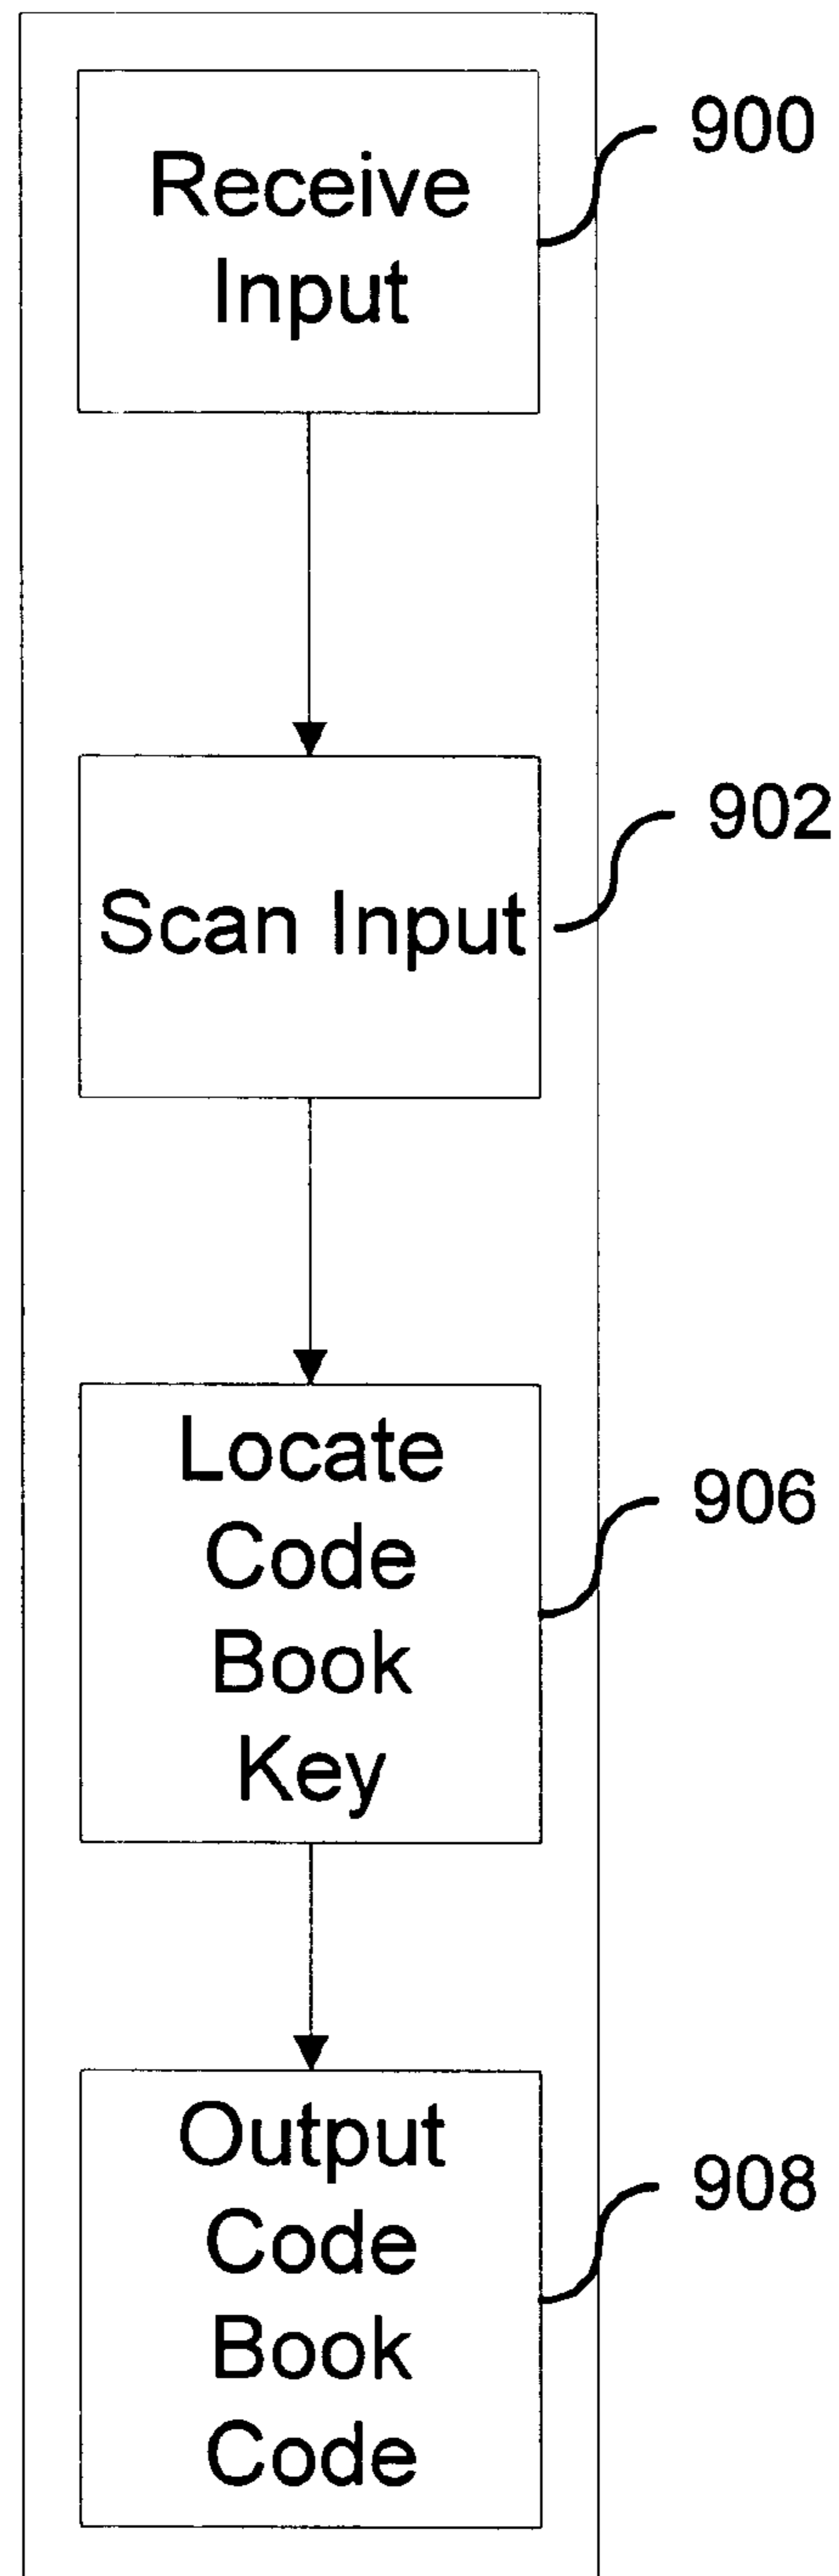 900
Receive
Input
902
Scan Input
Locate
906
Code
Book
Key
Output
908
Code
Book
Code